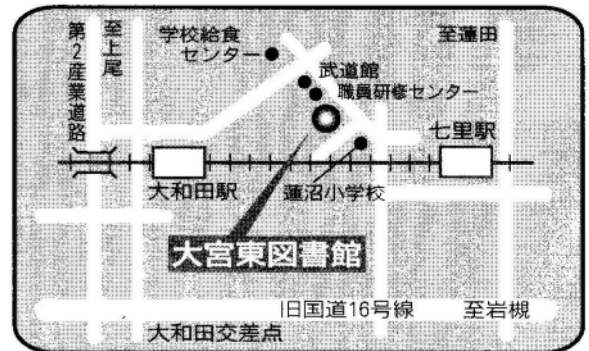 第2産業道路
至上尾
学校給食
センター
至蓮田
武道館
職員研修センター
七里駅
大和田駅
蓮沼小学校
大宮東図書館
旧国道16号線
至岩槻
大和田交差点